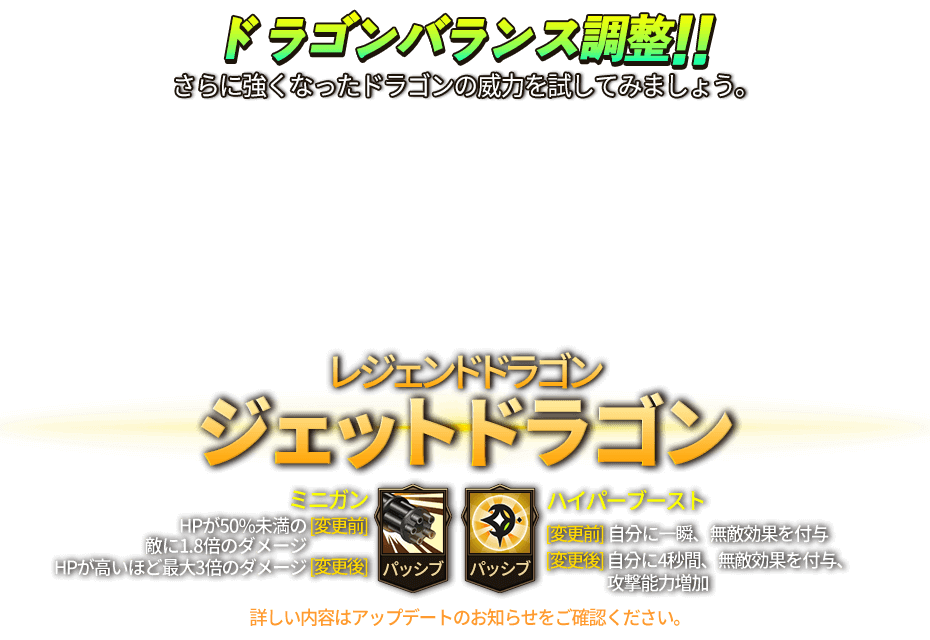 ドラゴンバランス調整!!
さらに強くなったドラゴンの威力を試してみましょう。
レジェンドドラゴン
ジェットドラゴン
ミニガン
HPが50%未満の [変更前]
敵に1.8倍のダメージ
HPが高いほど最大3倍のダメージ [変更後]
パッシブ
パッシブ
ハイパーブースト
[変更前] 自分に一瞬、無敵効果を付与
[変更後] 自分に4秒間、無敵効果を付与、
攻撃能力増加
詳しい内容はアップデートのお知らせをご確認ください。